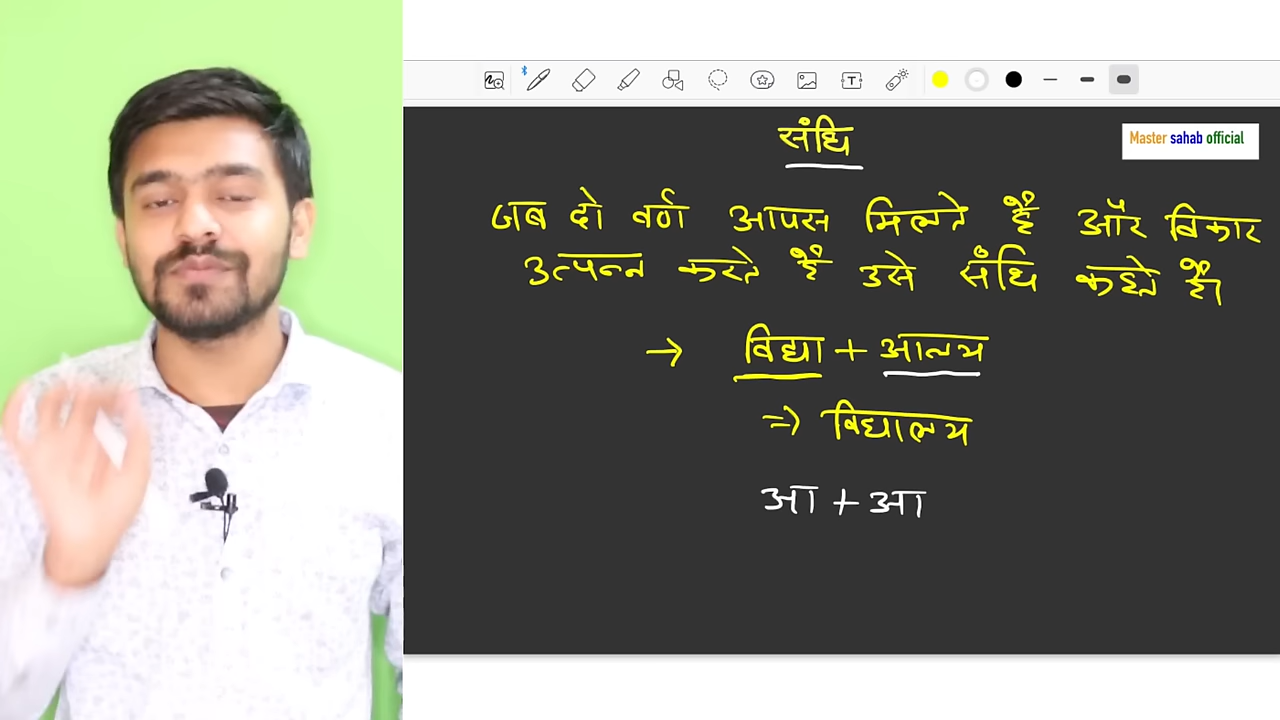 संधि
Master sahab official
जब दो वर्ण आपस मिलते हैं और विकार
उत्पन्न करते हैं उसे संधि कहते हैं।
→ विद्या + आलय
=> विद्यालय
आ + आ